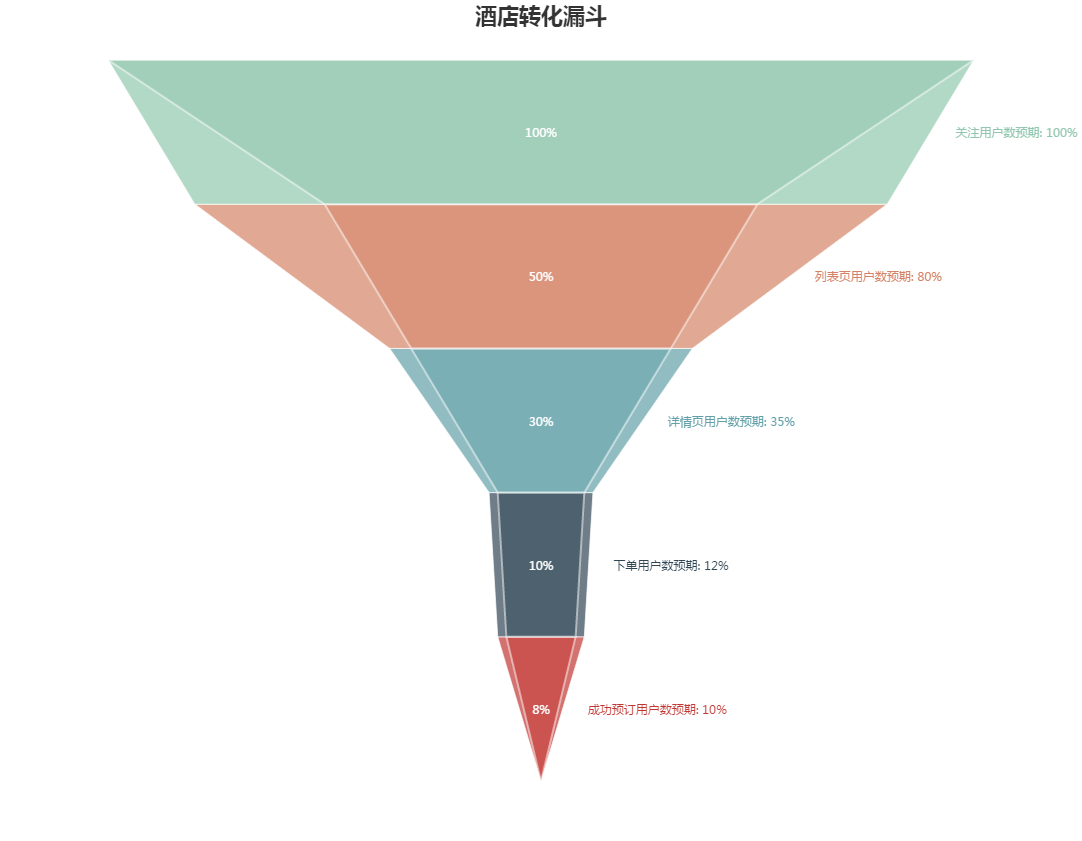 酒店转化漏斗
100%
关注用户数预期: 100%
50%
列表页用户数预期: 80%
30%
详情页用户数预期: 35%
10%
下单用户数预期: 12%
8%
成功预订用户数预期: 10%